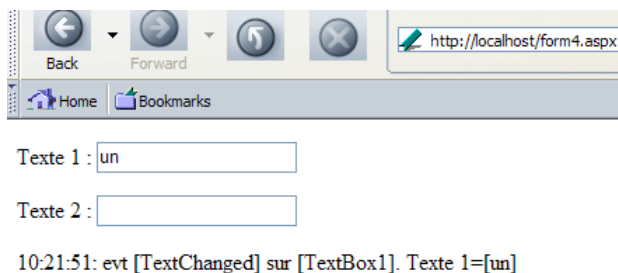 Back Forward http://localhost/form4.aspx
Home Bookmarks
Texte 1 : un
Texte 2 :
10:21:51: evt [TextChanged] sur [TextBox1]. Texte 1=[un]